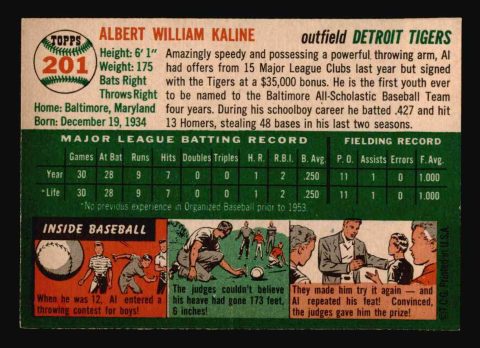 TOPPS
201
ALBERT WILLIAM KALINE outfield DETROIT TIGERS
Height: 6' 1"
Weight: 175
Bats Right
Throws Right
Home: Baltimore, Maryland
Born: December 19, 1934
Amazingly speedy and possessing a powerful throwing arm, Al
had offers from 15 Major League Clubs last year but signed
with the Tigers at a $35,000 bonus. He is the first youth ever
to be named to the Baltimore All-Scholastic Baseball Team
four years. During his schoolboy career he batted .427 and hit
13 Homers, stealing 48 bases in his last two seasons.
MAJOR LEAGUE BATTING RECORD FIELDING RECORD
Games At Bat Runs Hits Doubles Triples H. R. R.B.I. B. Avg. P. O. Assists Errors F. Avg.
Year 30 28 9 7 0 0 1 2 .250 11 1 0 1.000
*Life 30 28 9 7 0 0 1 2 .250 11 1 0 1.000
*No previous experience in Organized Baseball prior to 1953.
INSIDE BASEBALL
When he was 12, Al entered a
throwing contest for boys!
The judges couldn't believe
his heave had gone 173 feet,
6 inches!
They made him try it again — and
Al repeated his feat! Convinced,
the judges gave him the prize!
Printed in U.S.A.